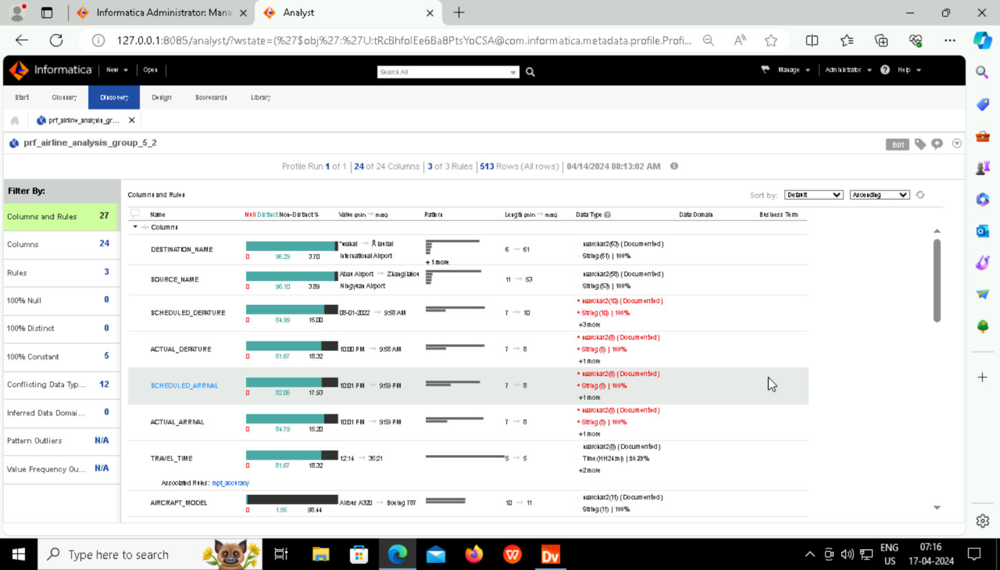 Informatica Administrator: Mana
Analyst
127.0.0.1:8085/analyst/?wstate=(%27$obj%27:%27U:tRcBhfolEe6Ba8PtsYoCSA@com.informatica.metadata.profile.Profi...
Informatica New Open Search All Manage Administrator Help
Start Glossary Discovery Design Scorecards Library
prf_airline_analysis_gr...
prf_airline_analysis_group_5_2 Edit
Profile Run 1 of 1 | 24 of 24 Columns | 3 of 3 Rules | 513 Rows (All rows) | 04/14/2024 08:13:02 AM
Filter By:
Columns and Rules 27
Columns 24
Rules 3
100% Null 0
100% Distinct 0
100% Constant 5
Conflicting Data Typ... 12
Inferred Data Domai... 0
Pattern Outliers N/A
Value Frequency Ou... N/A
Columns and Rules Sort by: Default Ascending
Name Null Distinct Non-Distinct % Value (min → max) Pattern Length (min → max) Data Type Data Domain Business Term
Columns
DESTINATION_NAME 0 96.29 3.70 → International Airport + 1 more 6 → 61 nvarchar2(63) (Documented)
String(61) | 100%
SOURCE_NAME 0 96.10 3.89 Aban Airport → Zhangjiakou Ningyuan Airport 11 → 53 nvarchar2(58) (Documented)
String(53) | 100%
SCHEDULED_DEPATURE 0 84.99 15.00 08-01-2022 → 9:58 AM 7 → 10 * nvarchar2(10) (Documented)
* String(10) | 100%
+3 more
ACTUAL_DEPATURE 0 81.67 18.32 10:00 PM → 9:58 AM 7 → 8 * nvarchar2(8) (Documented)
* String(8) | 100%
+1 more
SCHEDULED_ARRIVAL 0 82.06 17.93 10:01 PM → 9:59 PM 7 → 8 * nvarchar2(8) (Documented)
* String(8) | 100%
+1 more
ACTUAL_ARRIVAL 0 84.79 15.20 10:01 PM → 9:59 PM 7 → 8 * nvarchar2(8) (Documented)
* String(8) | 100%
+1 more
TRAVEL_TIME 0 81.67 18.32 12:14 → 36:21 5 → 5 nvarchar2(8) (Documented)
Time(HH24:mi) | 50.29%
+2 more
Associated Rules: mpt_accuracy
AIRCRAFT_MODEL 0 1.55 98.44 Airbus A320 → Boeing 787 10 → 11 nvarchar2(11) (Documented)
String(11) | 100%
Type here to search ENG US 07:16 17-04-2024